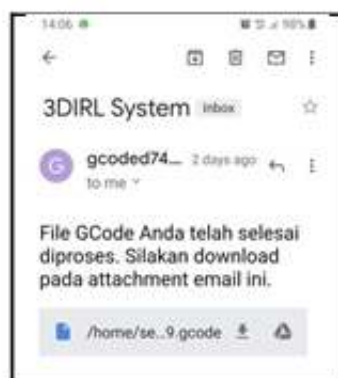 14:06
3DIRL System inbox
G
gcoded74... 2 days ago
to me
File GCode Anda telah selesai
diproses. Silakan download
pada attachment email ini.
/home/se..9.gcode